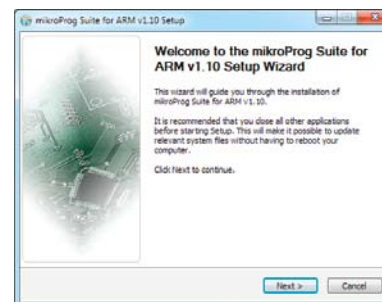 mikroProg Suite for ARM v1.10 Setup
Welcome to the mikroProg Suite for
ARM v1.10 Setup Wizard
This wizard will guide you through the installation of
mikroProg Suite for ARM v1.10.
It is recommended that you close all other applications
before starting Setup. This will make it possible to update
relevant system files without having to reboot your
computer.
Click Next to continue.
Next >
Cancel